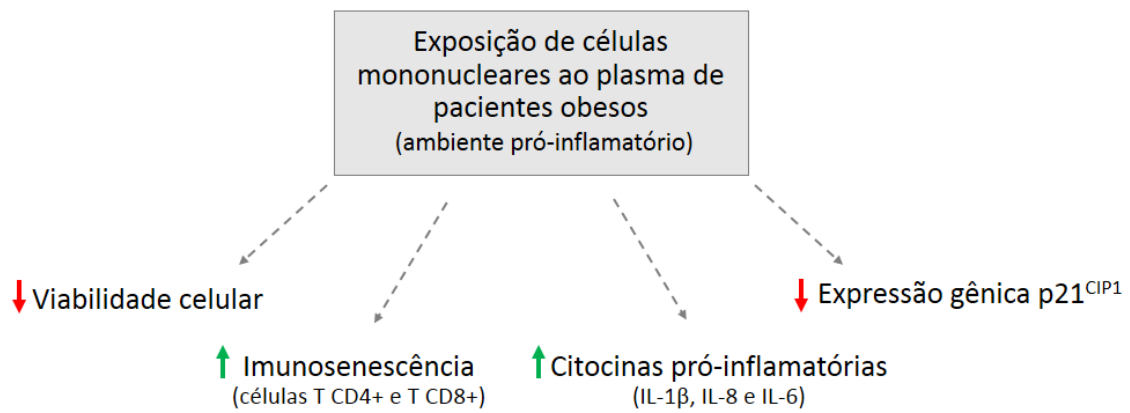 Exposição de células
mononucleares ao plasma de
pacientes obesos
(ambiente pró-inflamatório)
Viabilidade celular
Expressão gênica p21CIP1
Imunosenescência
(células T CD4+ e T CD8+)
Citocinas pró-inflamatórias
(IL-1β, IL-8 e IL-6)